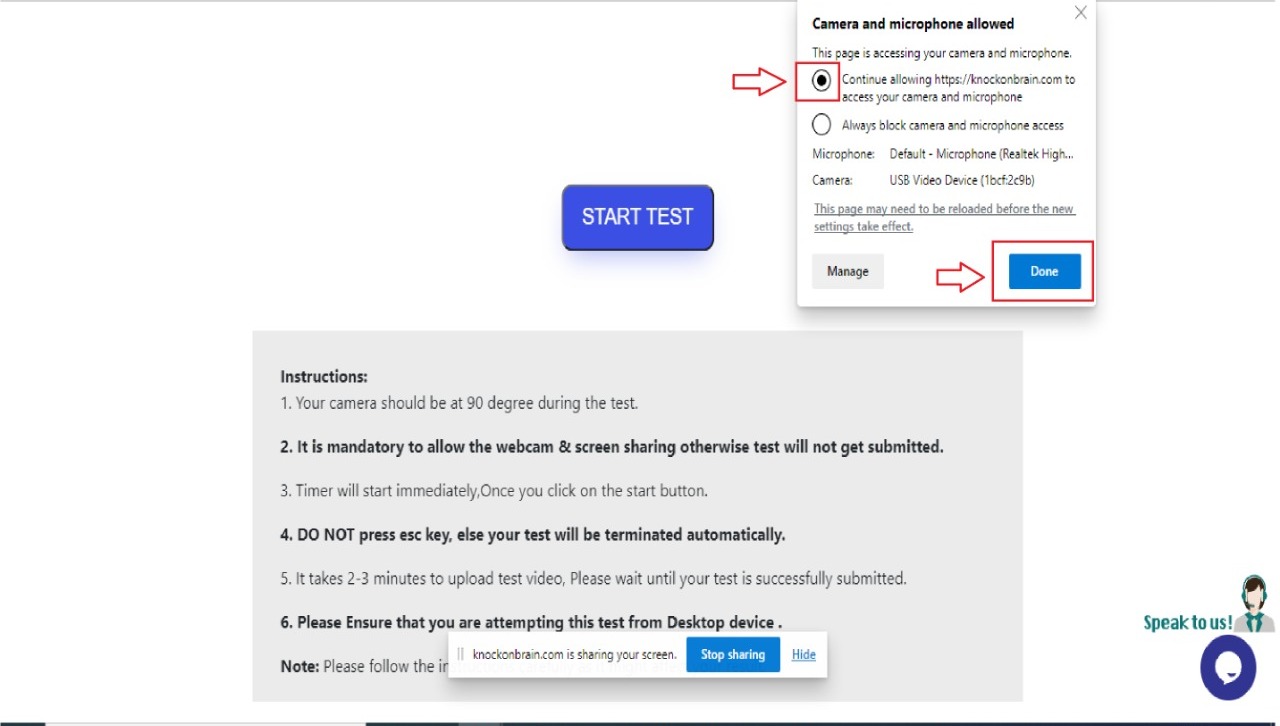 Camera and microphone allowed
This page is accessing your camera and microphone.
Continue allowing https://knockonbrain.com to
access your camera and microphone
Always block camera and microphone access
Microphone: Default - Microphone (Realtek High...
Camera: USB Video Device (1bcf:2c9b)
This page may need to be reloaded before the new
settings take effect.
Manage
Done
START TEST
Instructions:
1. Your camera should be at 90 degree during the test.
2. It is mandatory to allow the webcam & screen sharing otherwise test will not get submitted.
3. Timer will start immediately,Once you click on the start button.
4. DO NOT press esc key, else your test will be terminated automatically.
5. It takes 2-3 minutes to upload test video, Please wait until your test is successfully submitted.
6. Please Ensure that you are attempting this test from Desktop device .
Note: Please follow the
knockonbrain.com is sharing your screen.
Stop sharing
Hide
Speak to us!